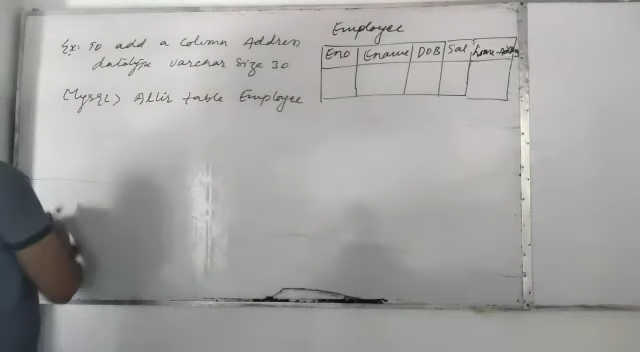 Employee
Ex: To add a column Address
datatype varchar size 30
Eno Ename DOB Sal
Mysql> Alter table Employee